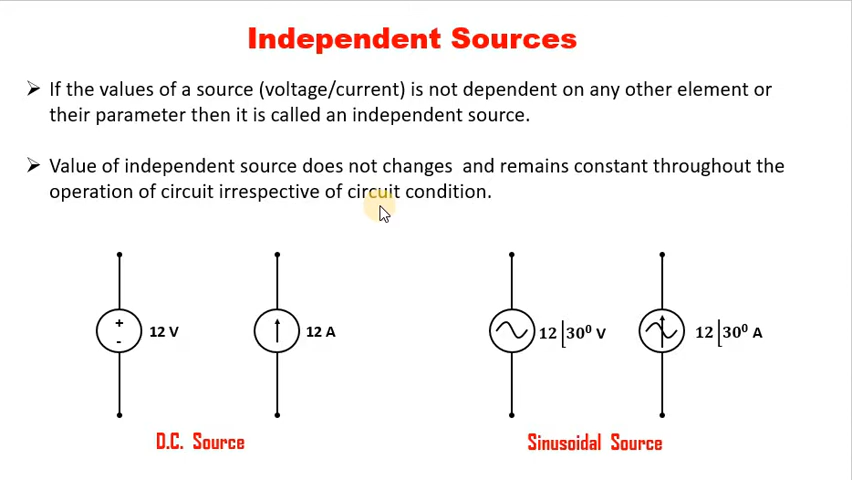 Independent Sources
➢ If the values of a source (voltage/current) is not dependent on any other element or
their parameter then it is called an independent source.
➢ Value of independent source does not changes and remains constant throughout the
operation of circuit irrespective of circuit condition.
+
-
12 V
12 A
12 |30⁰ V
12 |30⁰ A
D.C. Source
Sinusoidal Source